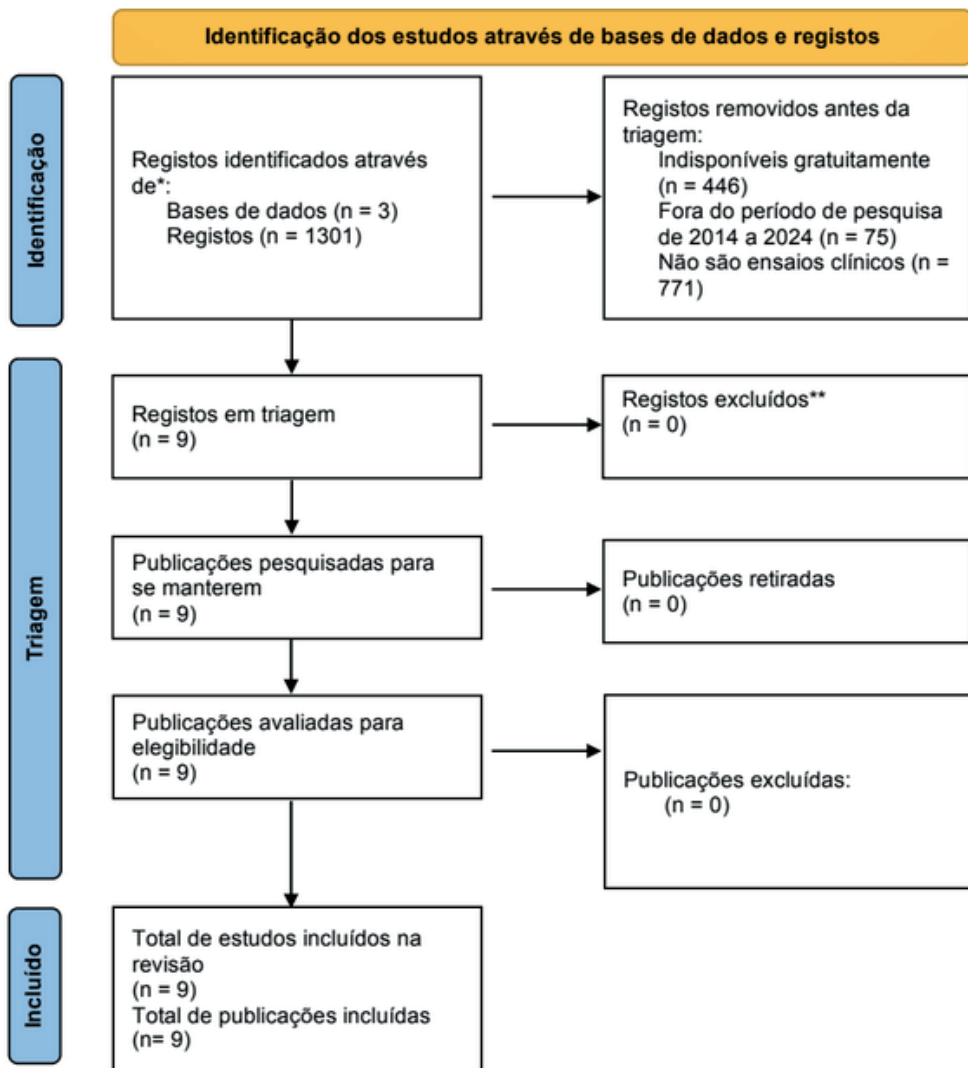 Identificação dos estudos através de bases de dados e registos
Identificação
Registos identificados através
de*:
Bases de dados (n = 3)
Registos (n = 1301)
Registos removidos antes da
triagem:
Indisponíveis gratuitamente
(n = 446)
Fora do período de pesquisa
de 2014 a 2024 (n = 75)
Não são ensaios clínicos (n =
771)
Triagem
Registos em triagem
(n = 9)
Registos excluídos**
(n = 0)
Publicações pesquisadas para
se manterem
(n = 9)
Publicações retiradas
(n = 0)
Publicações avaliadas para
elegibilidade
(n = 9)
Publicações excluídas:
(n = 0)
Incluído
Total de estudos incluídos na
revisão
(n = 9)
Total de publicações incluídas
(n= 9)